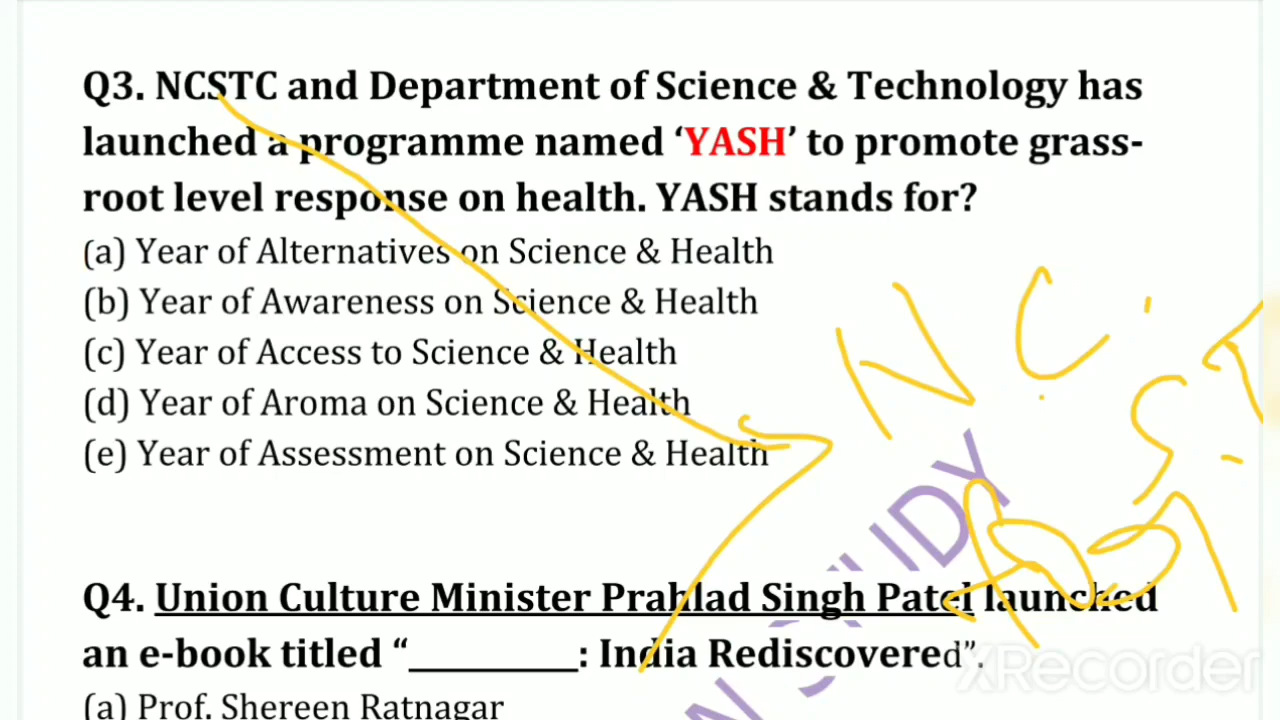 Q3. NCSTC and Department of Science & Technology has
launched a programme named ‘YASH’ to promote grass-
root level response on health. YASH stands for?
(a) Year of Alternatives on Science & Health
(b) Year of Awareness on Science & Health
(c) Year of Access to Science & Health
(d) Year of Aroma on Science & Health
(e) Year of Assessment on Science & Health
N C S T
Q4. Union Culture Minister Prahlad Singh Patel launched
an e-book titled “__________: India Rediscovered”.
(a) Prof. Shereen Ratnagar
XRecorder